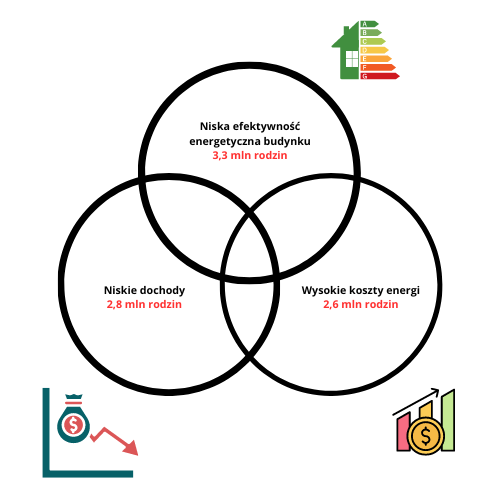 A
B
C
D
E
F
G
Niska efektywność
energetyczna budynku
3,3 mln rodzin
Niskie dochody
2,8 mln rodzin
Wysokie koszty energi
2,6 mln rodzin
$
$